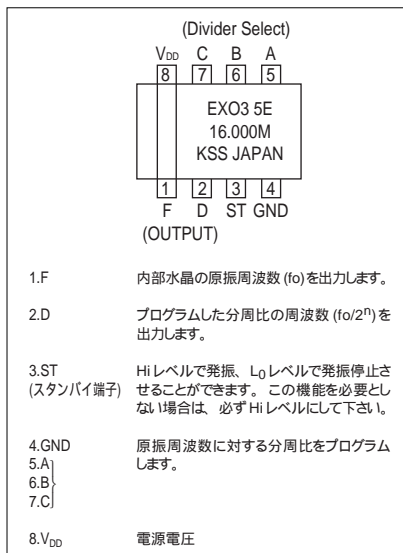 (Divider Select)
VDD C B A
8 7 6 5
EXO3 5E
16.000M
KSS JAPAN
1 2 3 4
F D ST GND
(OUTPUT)
1.F 内部水晶の原振周波数 (fo)を出力します。
2.D プログラムした分周比の周波数 (fo/2ⁿ) を
出力します。
3.ST Hi レベルで発振、L₀ レベルで発振停止さ
(スタンバイ端子) せることができます。この機能を必要とし
ない場合は、必ず Hi レベルにして下さい。
4.GND 原振周波数に対する分周比をプログラム
5.A します。
6.B
7.C
8.VDD 電源電圧